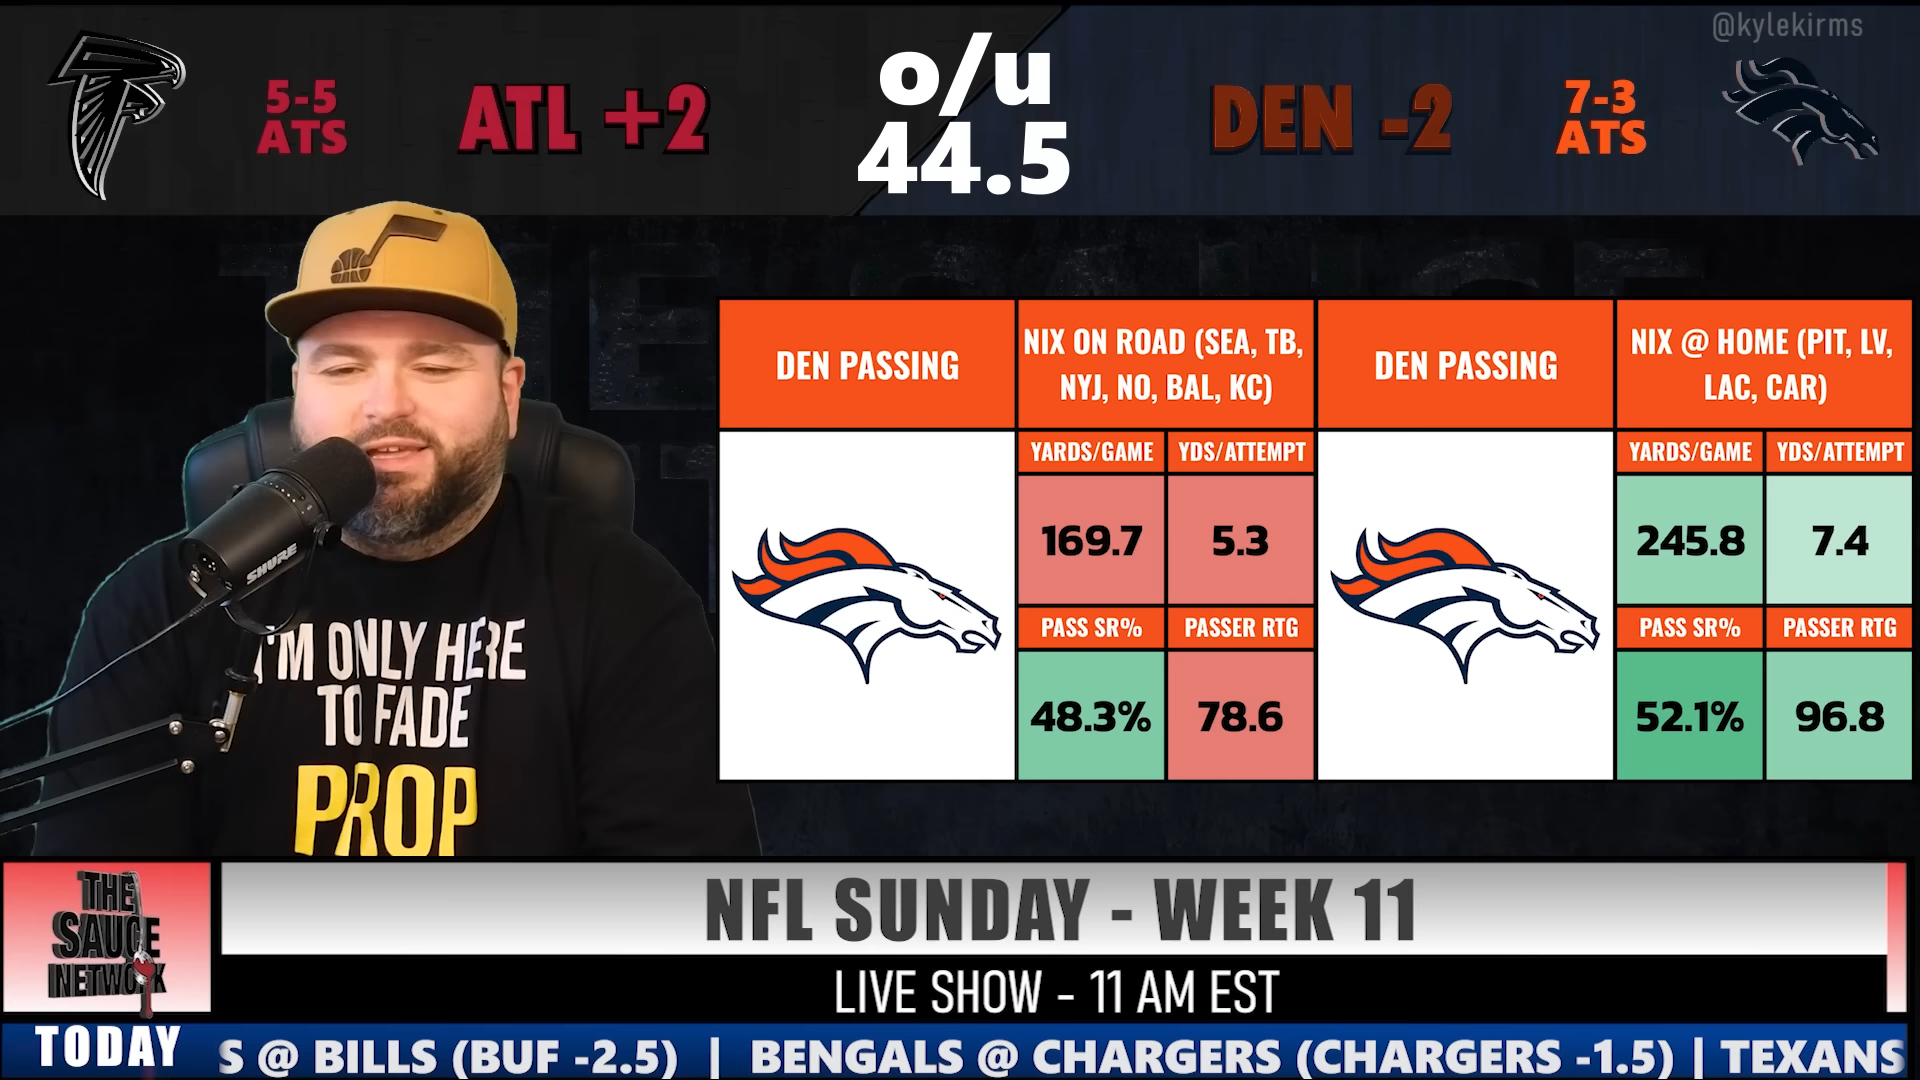 @kylekirms
5-5
ATS
ATL +2
o/u
44.5
DEN -2
7-3
ATS
DEN PASSING
NIX ON ROAD (SEA, TB,
NYJ, NO, BAL, KC)
DEN PASSING
NIX @ HOME (PIT, LV,
LAC, CAR)
YARDS/GAME
YDS/ATTEMPT
YARDS/GAME
YDS/ATTEMPT
169.7
5.3
245.8
7.4
PASS SR%
PASSER RTG
PASS SR%
PASSER RTG
48.3%
78.6
52.1%
96.8
SHURE
I'M ONLY HERE
TO FADE
PROP
THE
SAUCE
NETWORK
NFL SUNDAY - WEEK 11
LIVE SHOW - 11 AM EST
TODAY
S @ BILLS (BUF -2.5) | BENGALS @ CHARGERS (CHARGERS -1.5) | TEXANS